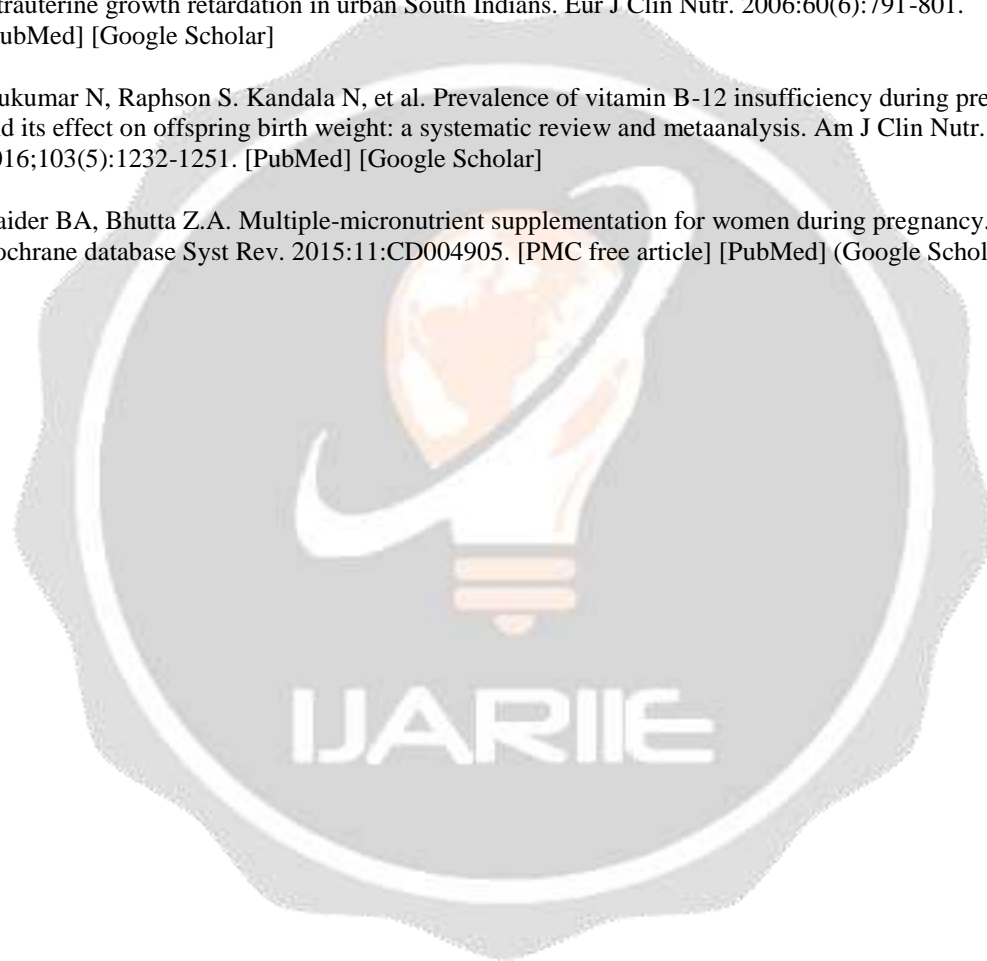 trauterine growth retardation in urban South Indians. Eur J Clin Nutr. 2006:60(6):791-801.
ubMed] [Google Scholar]
ukumar N, Raphson S. Kandala N, et al. Prevalence of vitamin B-12 insufficiency during pre
d its effect on offspring birth weight: a systematic review and metaanalysis. Am J Clin Nutr.
016;103(5):1232-1251. [PubMed] [Google Scholar]
aider BA, Bhutta Z.A. Multiple-micronutrient supplementation for women during pregnancy.
ochrane database Syst Rev. 2015:11:CD004905. [PMC free article] [PubMed] (Google Schol
IJARIIE